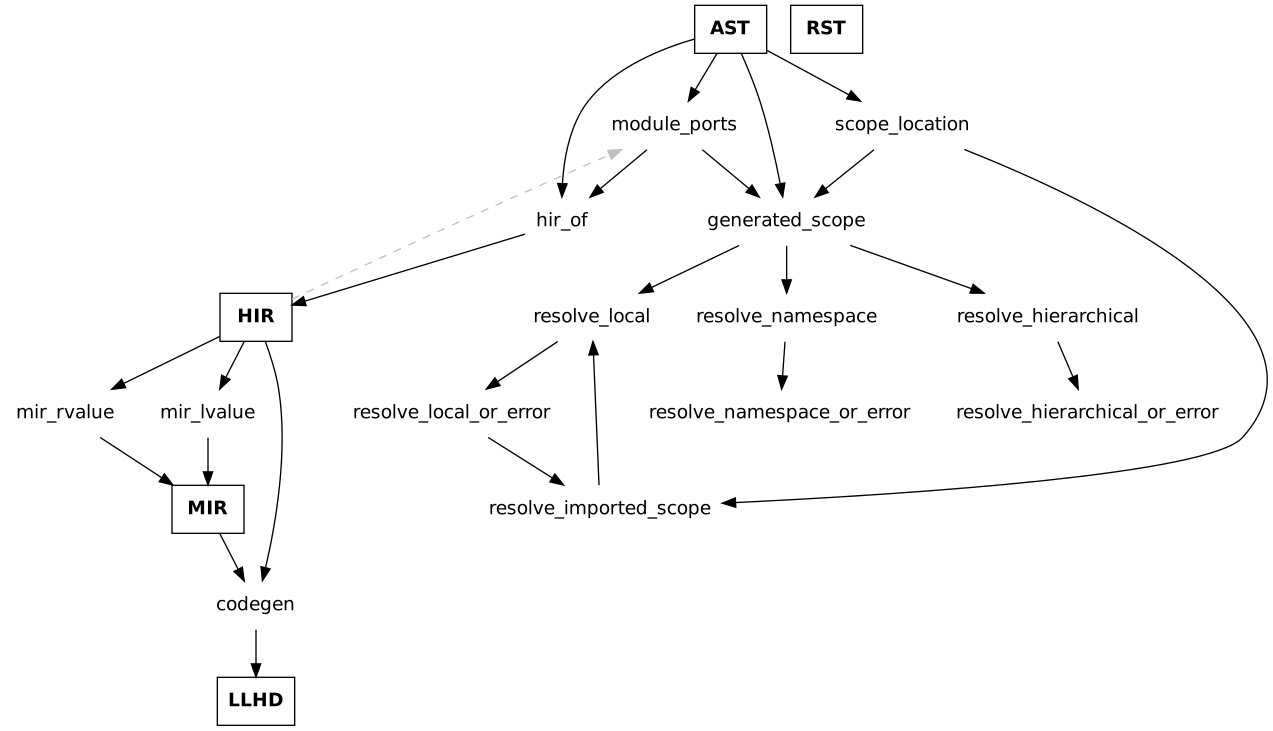 AST
RST
module_ports
scope_location
hir_of
generated_scope
HIR
resolve_local
resolve_namespace
resolve_hierarchical
mir_rvalue
mir_lvalue
resolve_local_or_error
resolve_namespace_or_error
resolve_hierarchical_or_error
MIR
resolve_imported_scope
codegen
LLHD